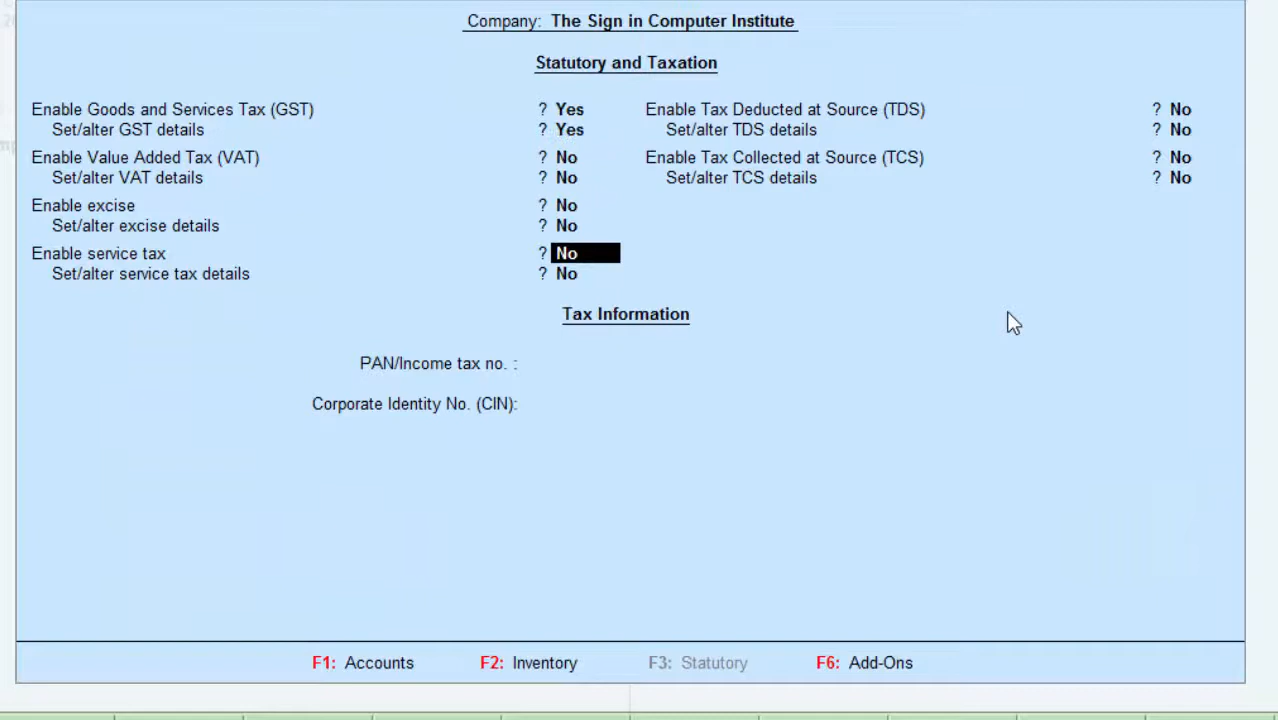 Company: The Sign in Computer Institute
Statutory and Taxation
Enable Goods and Services Tax (GST) ? Yes
Set/alter GST details ? Yes
Enable Value Added Tax (VAT) ? No
Set/alter VAT details ? No
Enable excise ? No
Set/alter excise details ? No
Enable service tax ? No
Set/alter service tax details ? No
Enable Tax Deducted at Source (TDS) ? No
Set/alter TDS details ? No
Enable Tax Collected at Source (TCS) ? No
Set/alter TCS details ? No
Tax Information
PAN/Income tax no. :
Corporate Identity No. (CIN):
F1: Accounts F2: Inventory F3: Statutory F6: Add-Ons